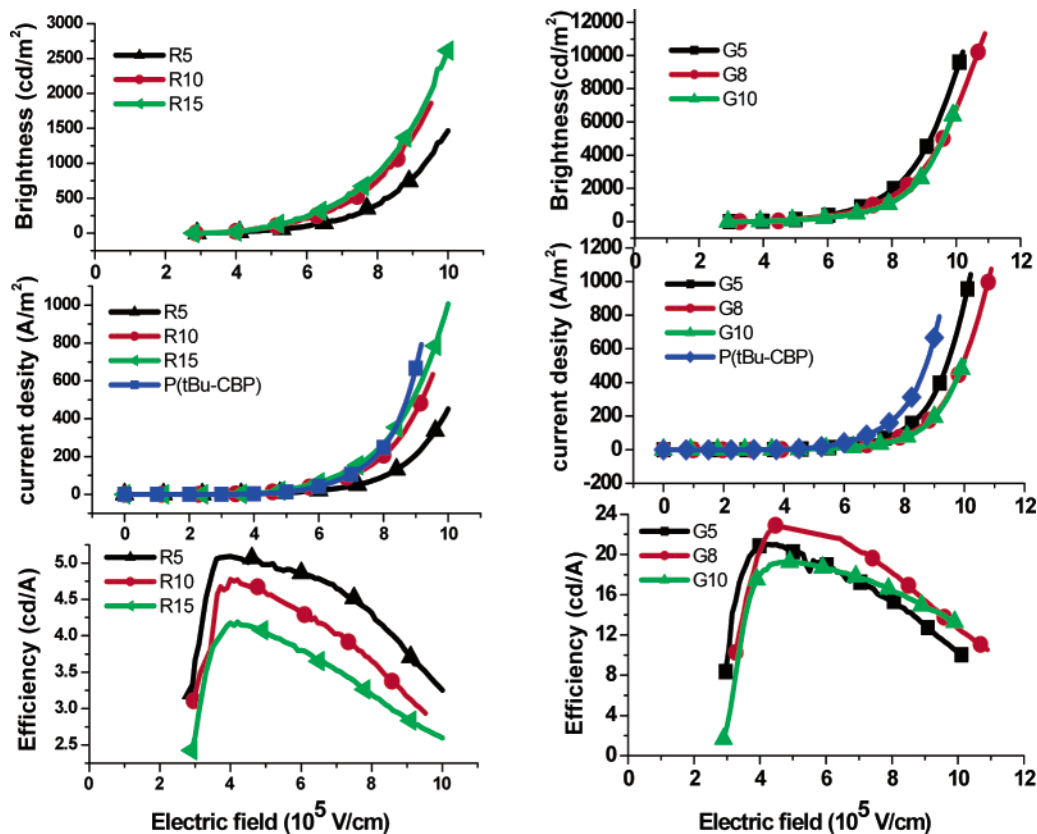 Brightness (cd/m²)
3000
2500
2000
1500
1000
500
0
R5
R10
R15
0 2 4 6 8 10
current desity (A/m²)
1000
800
600
400
200
0
R5
R10
R15
P(tBu-CBP)
0 2 4 6 8 10
Efficiency (cd/A)
5.0
4.5
4.0
3.5
3.0
2.5
R5
R10
R15
0 2 4 6 8 10
Electric field (10⁵ V/cm)
Brightness(cd/m²)
12000
10000
8000
6000
4000
2000
0
G5
G8
G10
0 2 4 6 8 10 12
current desity (A/m²)
1200
1000
800
600
400
200
0
-200
G5
G8
G10
P(tBu-CBP)
0 2 4 6 8 10 12
Efficiency (cd/A)
24
20
16
12
8
4
0
G5
G8
G10
0 2 4 6 8 10 12
Electric field (10⁵ V/cm)